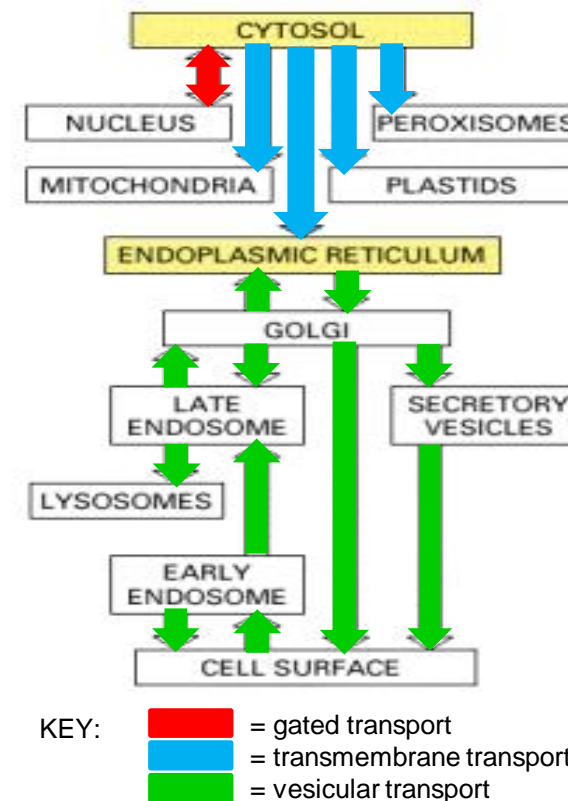 CYTOSOL
NUCLEUS
PEROXISOMES
MITOCHONDRIA
PLASTIDS
ENDOPLASMIC RETICULUM
GOLGI
LATE
ENDOSOME
SECRETORY
VESICLES
LYSOSOMES
EARLY
ENDOSOME
CELL SURFACE
KEY:
= gated transport
= transmembrane transport
= vesicular transport